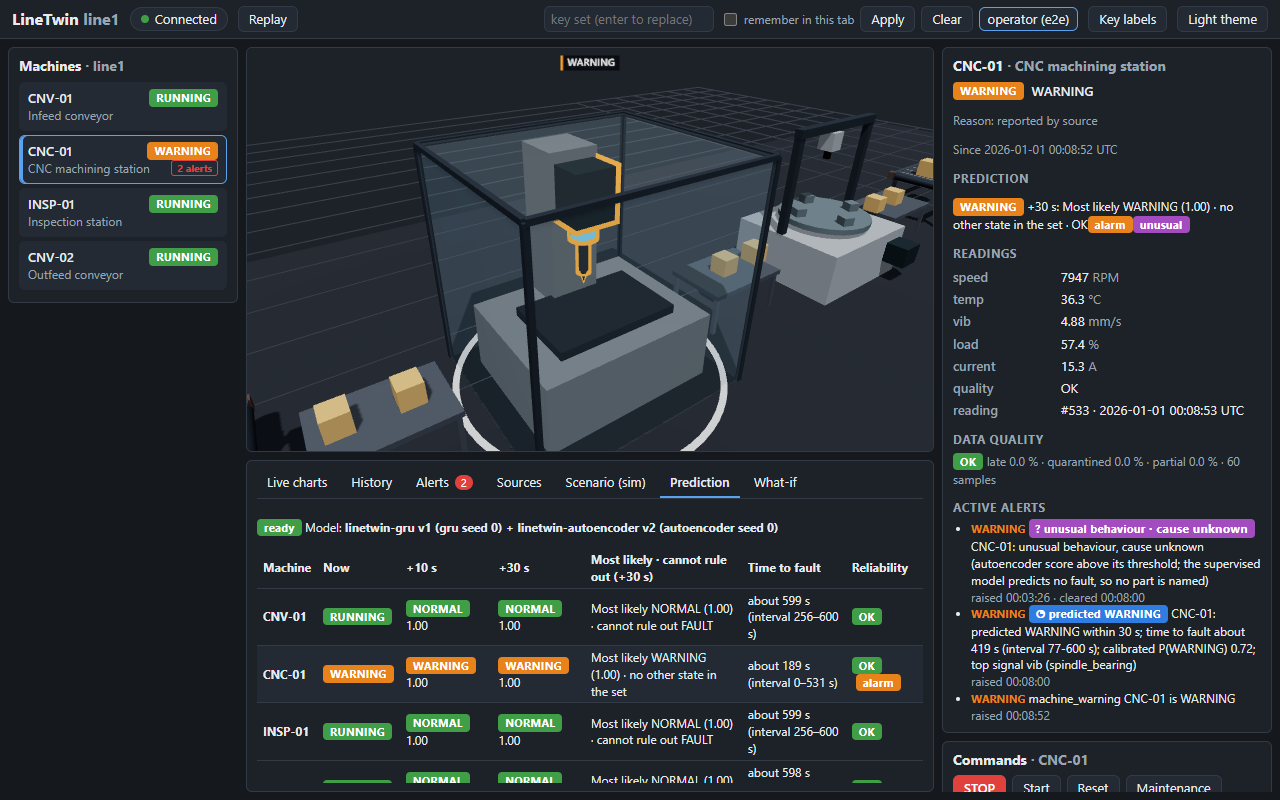 LineTwin line1
Connected
Replay
key set (enter to replace)
remember in this tab
Apply
Clear
operator (e2e)
Key labels
Light theme
Machines · line1
CNV-01 RUNNING
Infeed conveyor
CNC-01 WARNING
CNC machining station 2 alerts
INSP-01 RUNNING
Inspection station
CNV-02 RUNNING
Outfeed conveyor
WARNING
Live charts
History
Alerts 2
Sources
Scenario (sim)
Prediction
What-if
ready Model: linetwin-gru v1 (gru seed 0) + linetwin-autoencoder v2 (autoencoder seed 0)
Machine Now +10 s +30 s Most likely · cannot rule out (+30 s) Time to fault Reliability
CNV-01 RUNNING NORMAL 1.00 NORMAL 1.00 Most likely NORMAL (1.00) · cannot rule out FAULT about 599 s (interval 256–600 s) OK
CNC-01 WARNING WARNING 1.00 WARNING 1.00 Most likely WARNING (1.00) · no other state in the set about 189 s (interval 0–531 s) OK alarm
INSP-01 RUNNING NORMAL 1.00 NORMAL 1.00 Most likely NORMAL (1.00) · cannot rule out FAULT about 599 s (interval 256–600 s) OK
NORMAL NORMAL Most likely NORMAL (1.00) about 598 s
CNC-01 · CNC machining station
WARNING WARNING
Reason: reported by source
Since 2026-01-01 00:08:52 UTC
PREDICTION
WARNING +30 s: Most likely WARNING (1.00) · no
other state in the set · OK alarm unusual
READINGS
speed 7947 RPM
temp 36.3 °C
vib 4.88 mm/s
load 57.4 %
current 15.3 A
quality OK
reading #533 · 2026-01-01 00:08:53 UTC
DATA QUALITY
OK late 0.0 % · quarantined 0.0 % · partial 0.0 % · 60
samples
ACTIVE ALERTS
WARNING ? unusual behaviour · cause unknown
CNC-01: unusual behaviour, cause unknown
(autoencoder score above its threshold; the supervised
model predicts no fault, so no part is named)
raised 00:03:26 · cleared 00:08:00
WARNING predicted WARNING CNC-01:
predicted WARNING within 30 s; time to fault about
419 s (interval 77-600 s); calibrated P(WARNING) 0.72;
top signal vib (spindle_bearing)
raised 00:08:00
WARNING machine_warning CNC-01 is WARNING
raised 00:08:52
Commands · CNC-01
STOP
Start
Reset
Maintenance